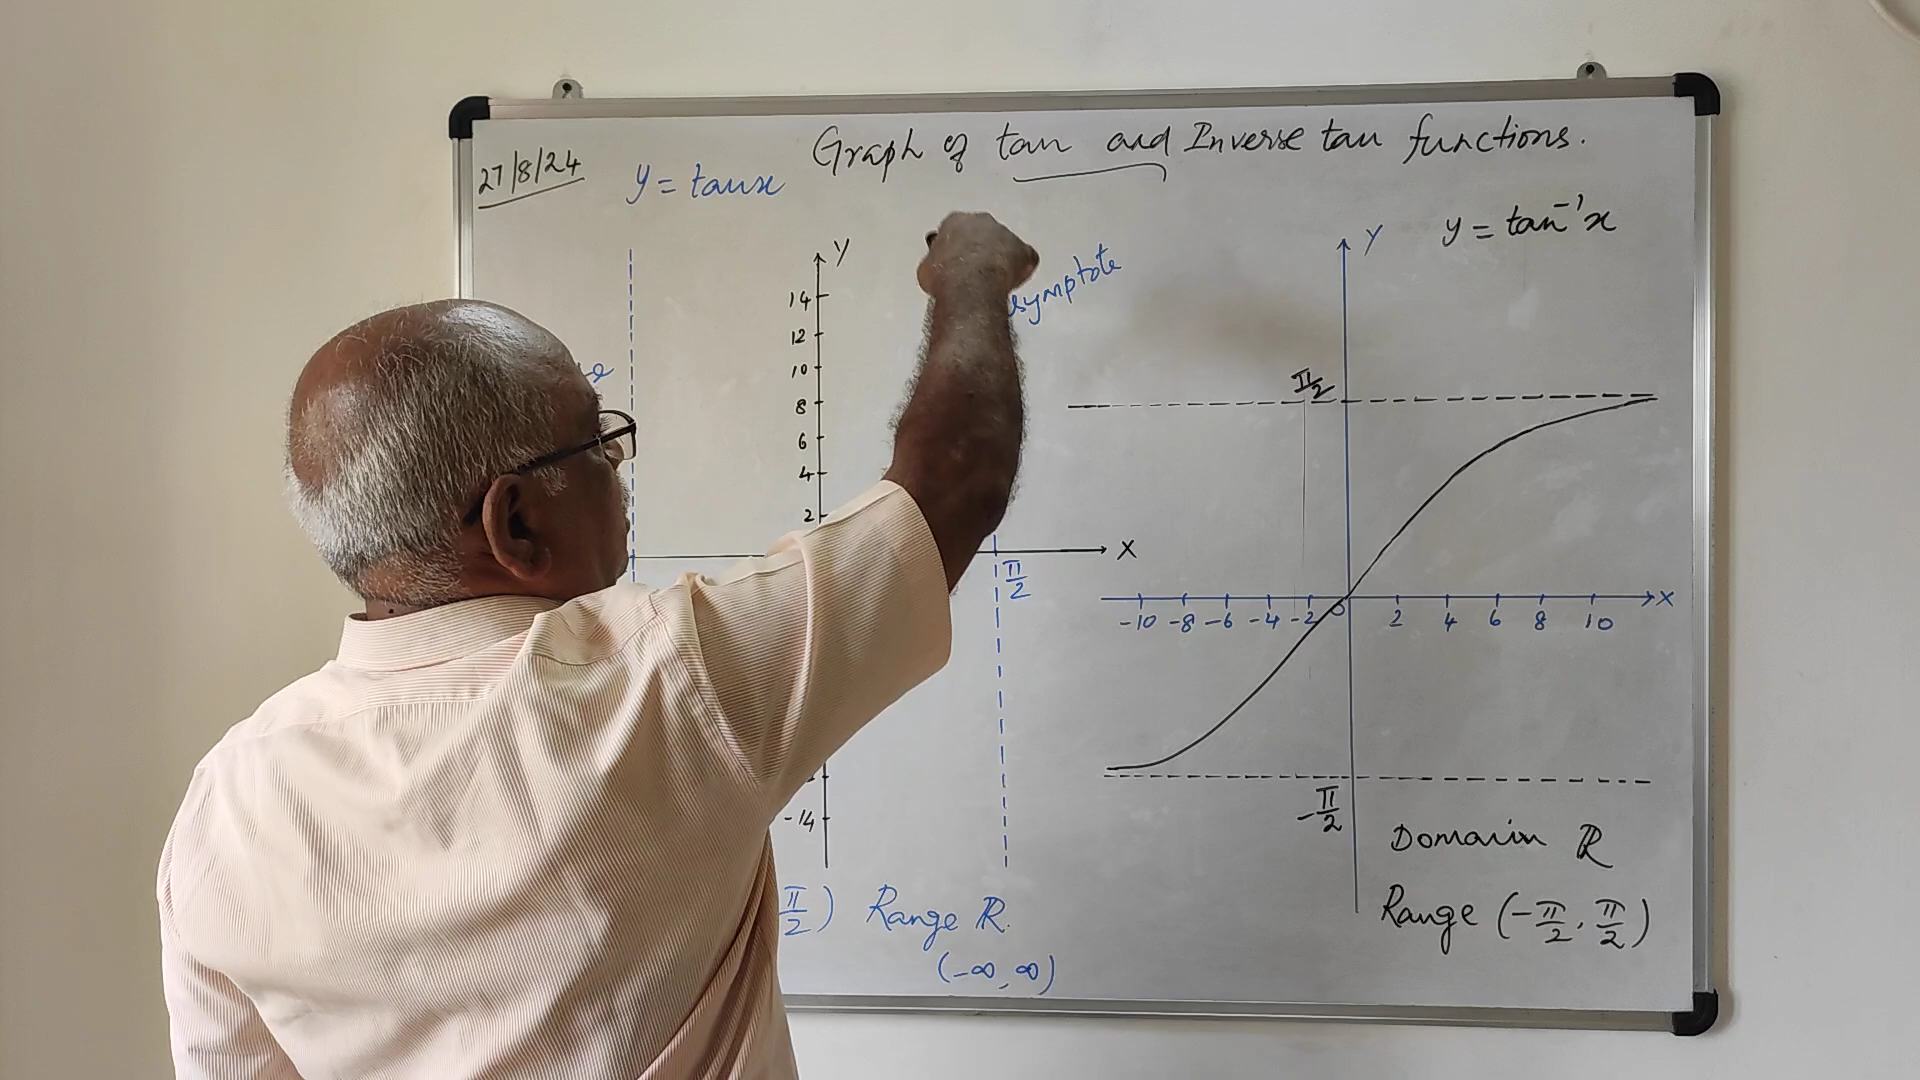 Graph of tan and Inverse tan functions.
27/8/24
y = tanx
y = tan⁻¹x
Y
14
12
10
8
6
4
2
X
π/2
-14
π/2) Range ℝ.
(-∞, ∞)
Y
π/2
-10 -8 -6 -4 -2 0 2 4 6 8 10 X
-π/2
Domain ℝ
Range (-π/2, π/2)